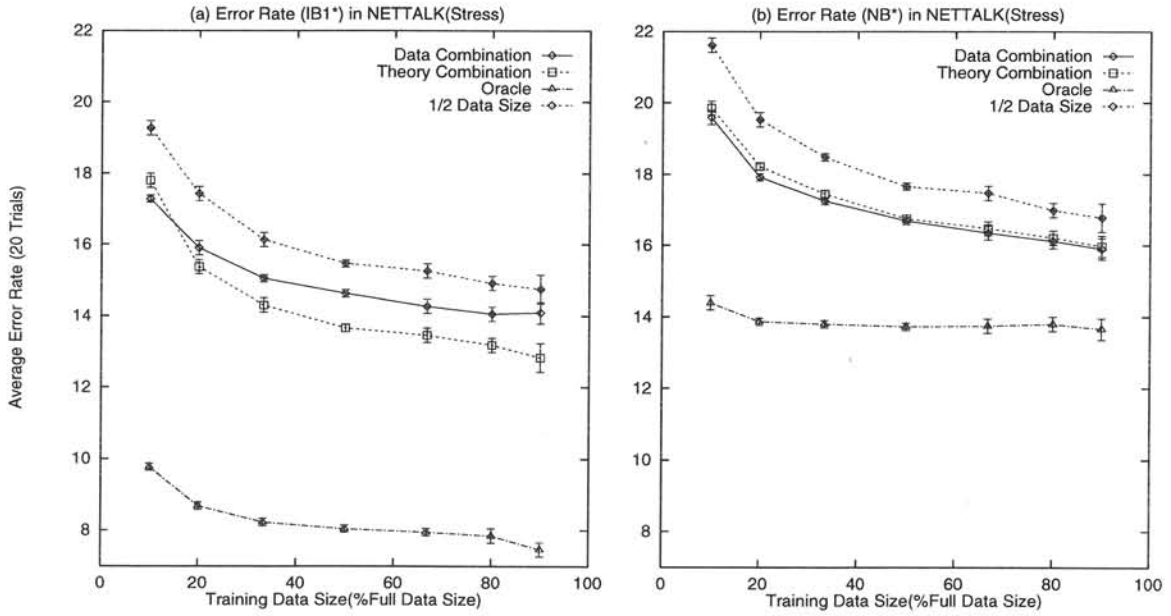 (a) Error Rate (IB1*) in NETTALK(Stress)
22
20
18
16
14
12
10
8
0
20
40
60
80
100
Data Combination
Theory Combination
Oracle
1/2 Data Size
Average Error Rate (20 Trials)
Training Data Size(%Full Data Size)
(b) Error Rate (NB*) in NETTALK(Stress)
22
20
18
16
14
12
10
8
0
20
40
60
80
100
Data Combination
Theory Combination
Oracle
1/2 Data Size
Training Data Size(%Full Data Size)